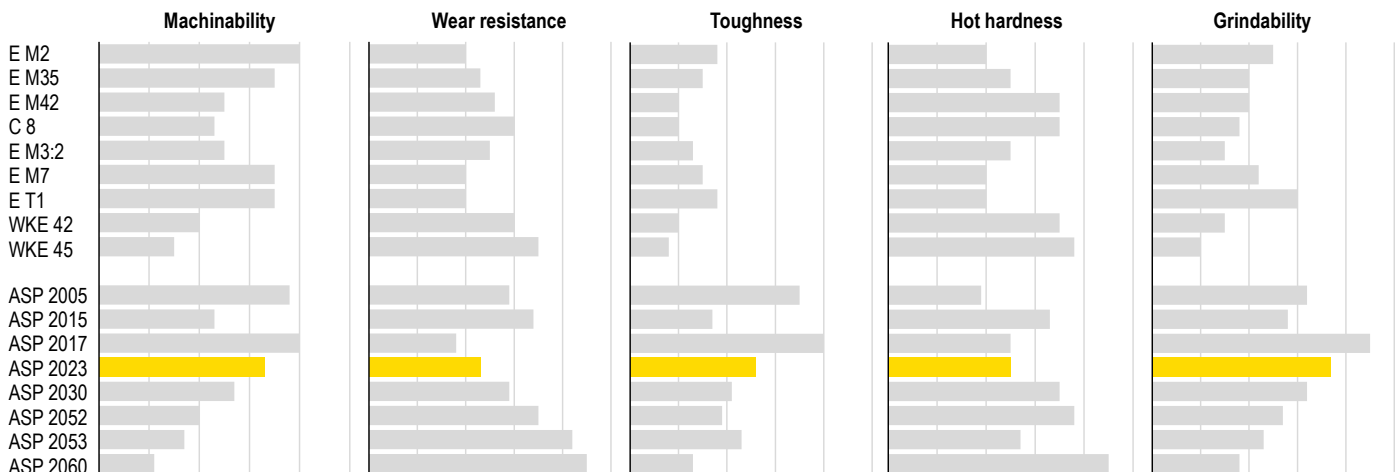 Machinability Wear resistance Toughness Hot hardness Grindability
E M2
E M35
E M42
C 8
E M3:2
E M7
E T1
WKE 42
WKE 45
ASP 2005
ASP 2015
ASP 2017
ASP 2023
ASP 2030
ASP 2052
ASP 2053
ASP 2060